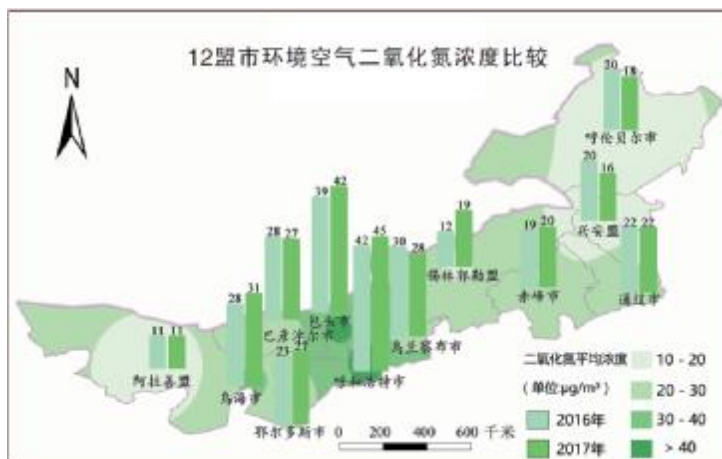 12盟市环境空气二氧化氮浓度比较
N
20 18
呼伦贝尔市
20 16
兴安盟
39 42
包头市
12 19
锡林郭勒盟
28 27
巴彦淖尔市
42 45
呼和浩特市
30 28
乌兰察布市
19 20
赤峰市
22 22
通辽市
28 31
乌海市
11 11
阿拉善盟
23 27
鄂尔多斯市
二氧化氮平均浓度
(单位:μg/m³)
2016年
2017年
10 - 20
20 - 30
30 - 40
> 40
0 200 400 600 千米